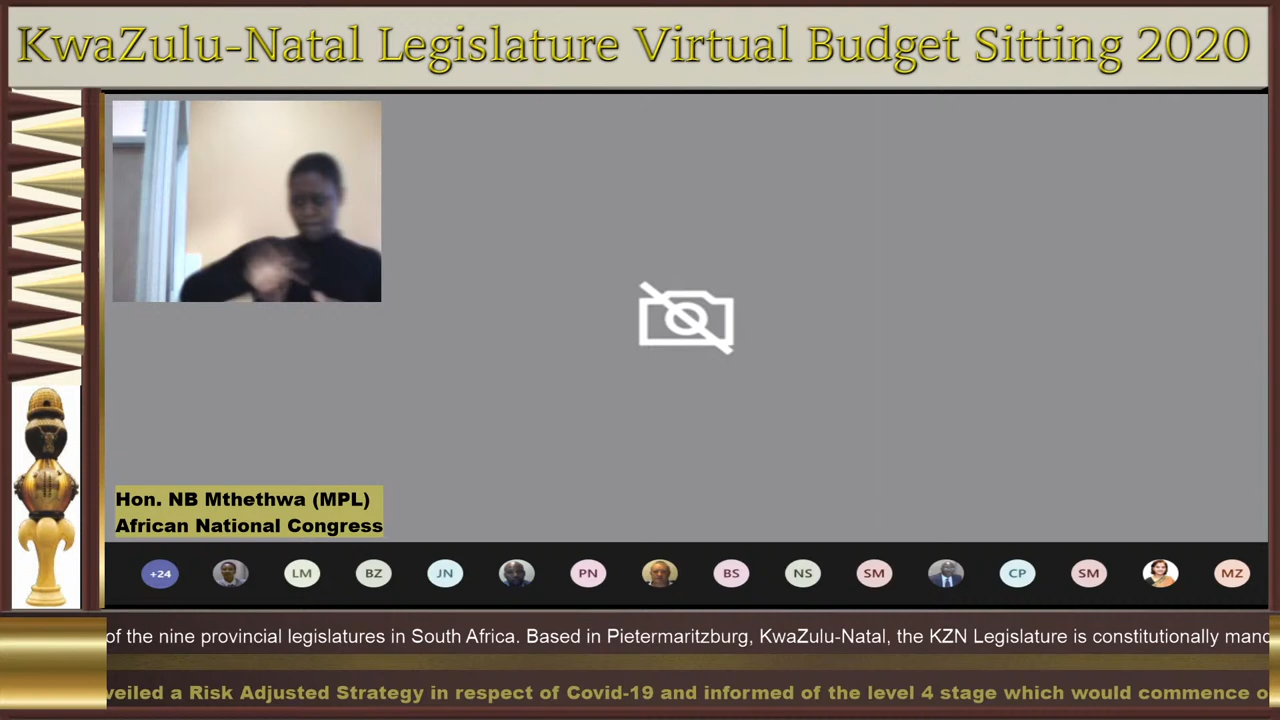 KwaZulu-Natal Legislature Virtual Budget Sitting 2020
Hon. NB Mthethwa (MPL)
African National Congress
+24 LM BZ JN PN BS NS SM CP SM MZ
of the nine provincial legislatures in South Africa. Based in Pietermaritzburg, KwaZulu-Natal, the KZN Legislature is constitutionally mand
veiled a Risk Adjusted Strategy in respect of Covid-19 and informed of the level 4 stage which would commence o